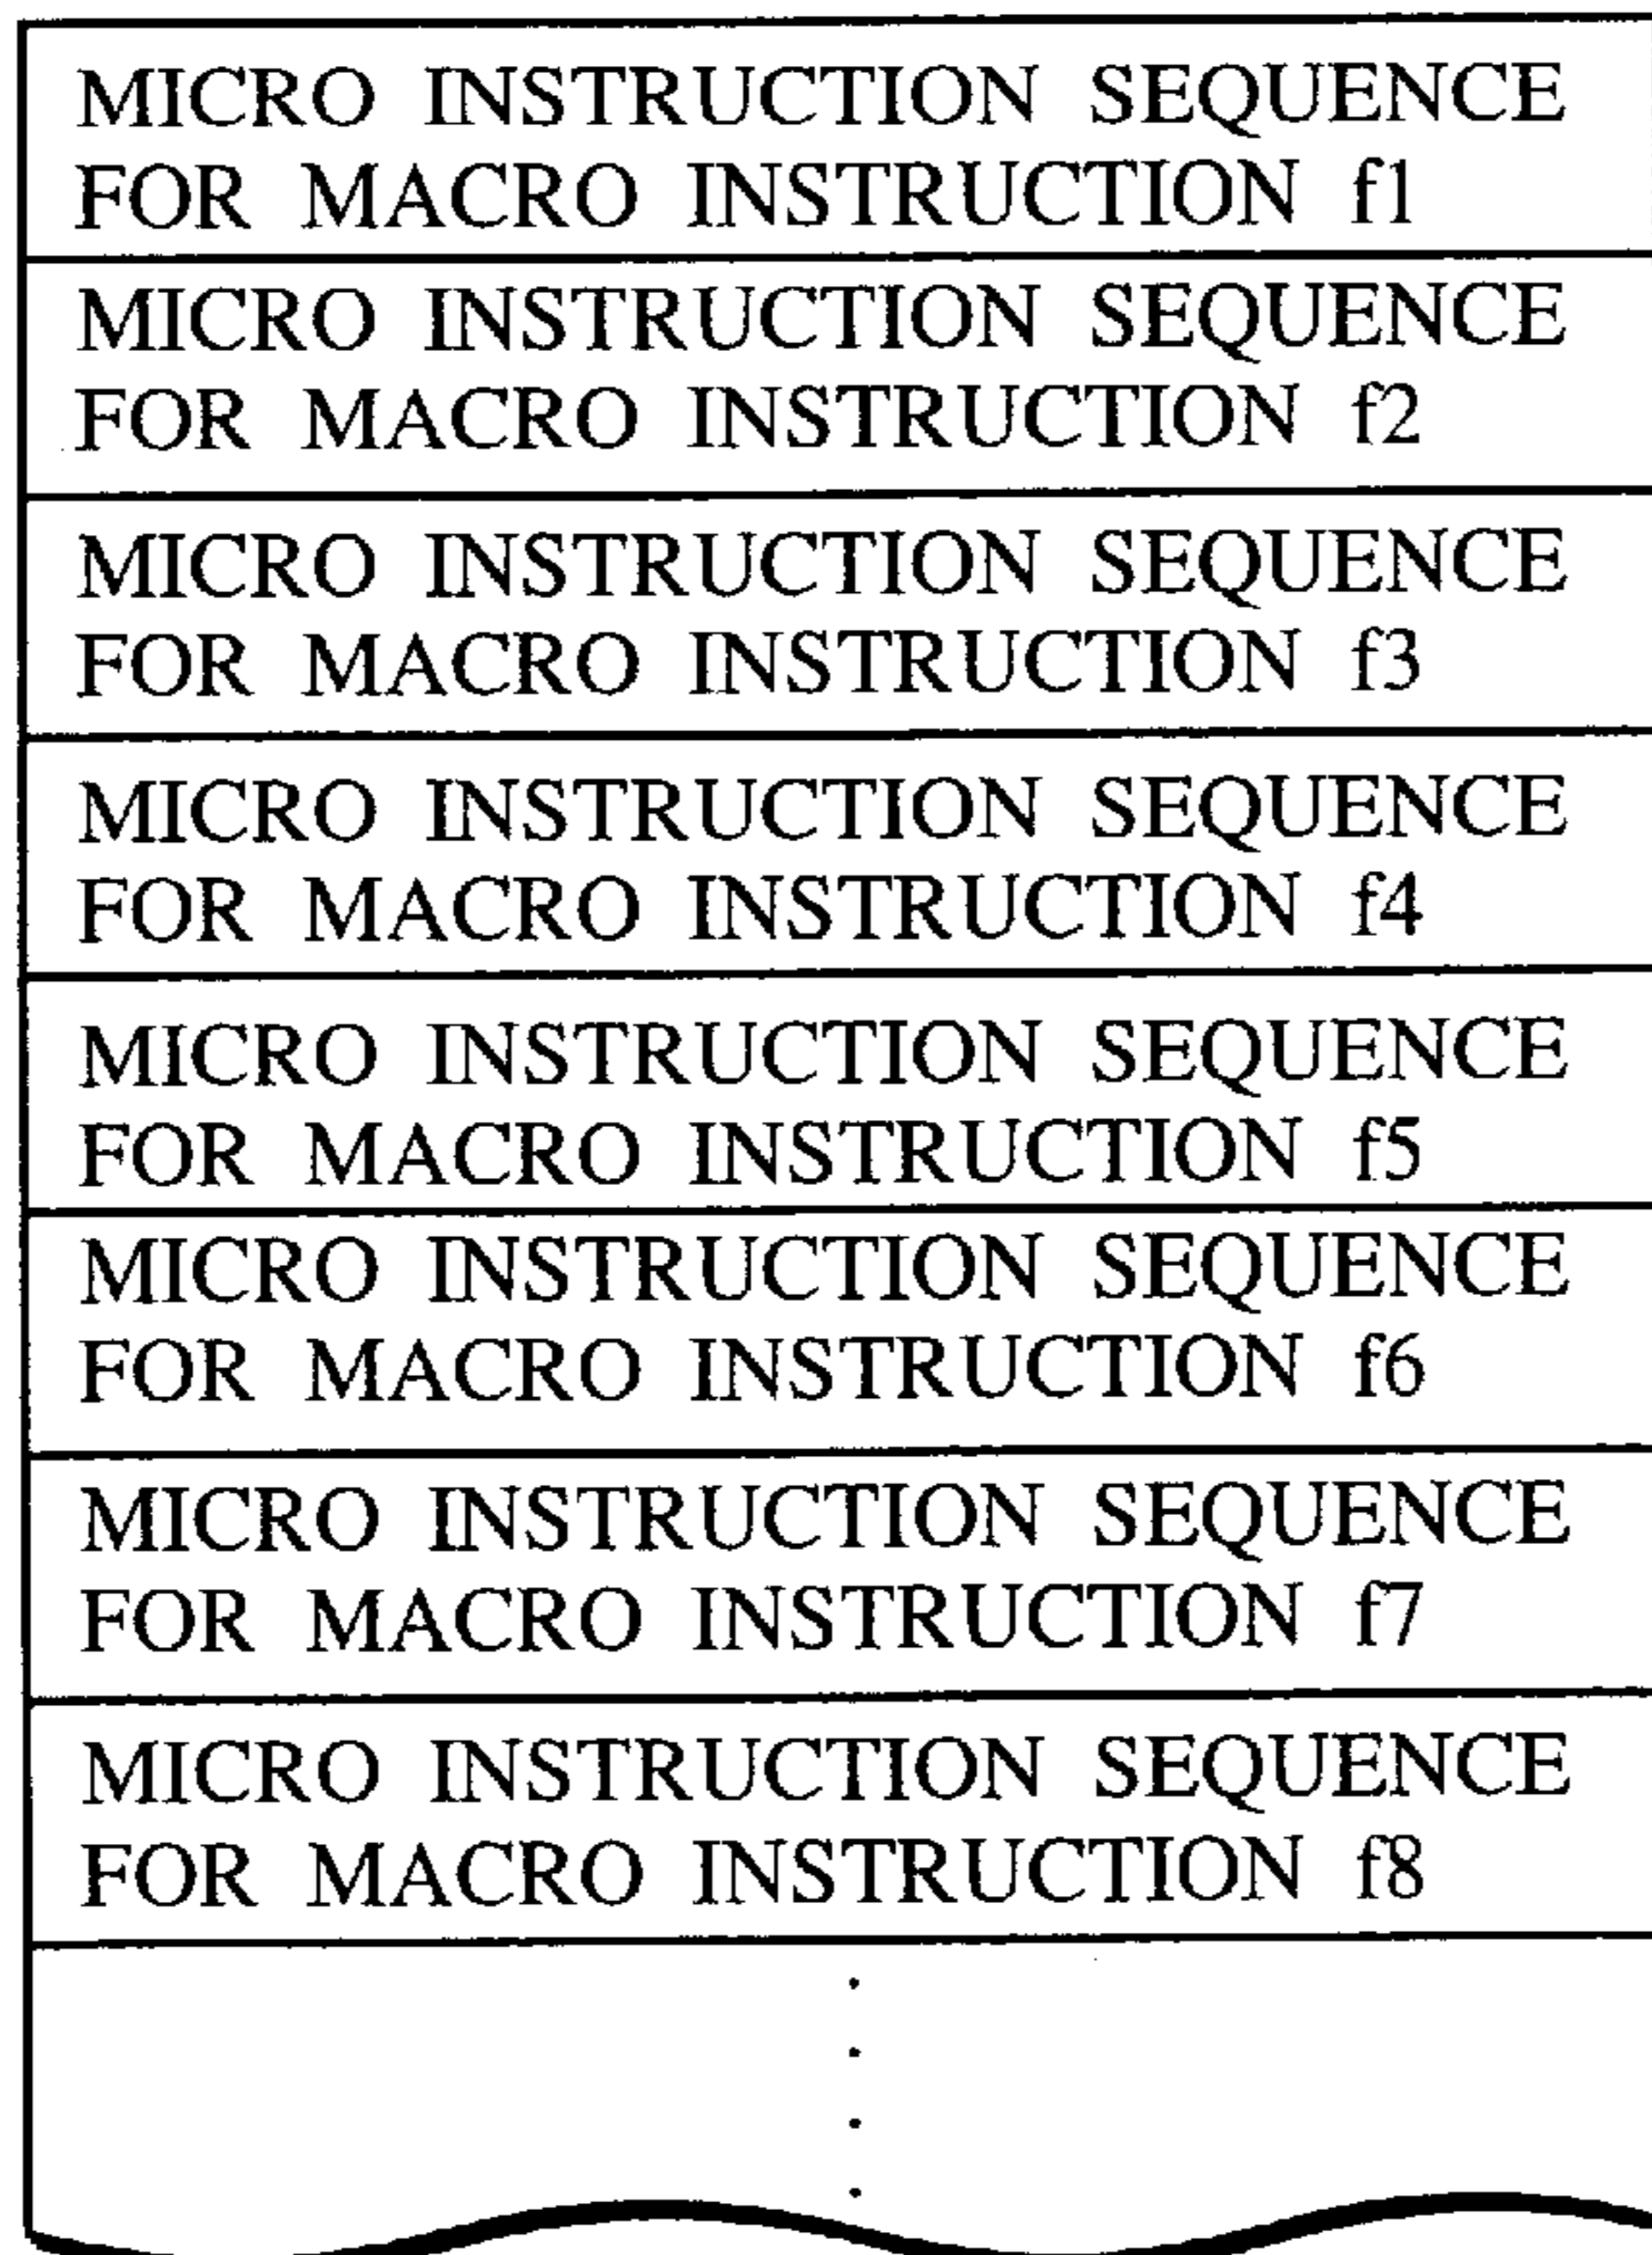 MICRO INSTRUCTION SEQUENCE
FOR MACRO INSTRUCTION f1
MICRO INSTRUCTION SEQUENCE
FOR MACRO INSTRUCTION f2
MICRO INSTRUCTION SEQUENCE
FOR MACRO INSTRUCTION f3
MICRO INSTRUCTION SEQUENCE
FOR MACRO INSTRUCTION f4
MICRO INSTRUCTION SEQUENCE
FOR MACRO INSTRUCTION f5
MICRO INSTRUCTION SEQUENCE
FOR MACRO INSTRUCTION f6
MICRO INSTRUCTION SEQUENCE
FOR MACRO INSTRUCTION f7
MICRO INSTRUCTION SEQUENCE
FOR MACRO INSTRUCTION f8